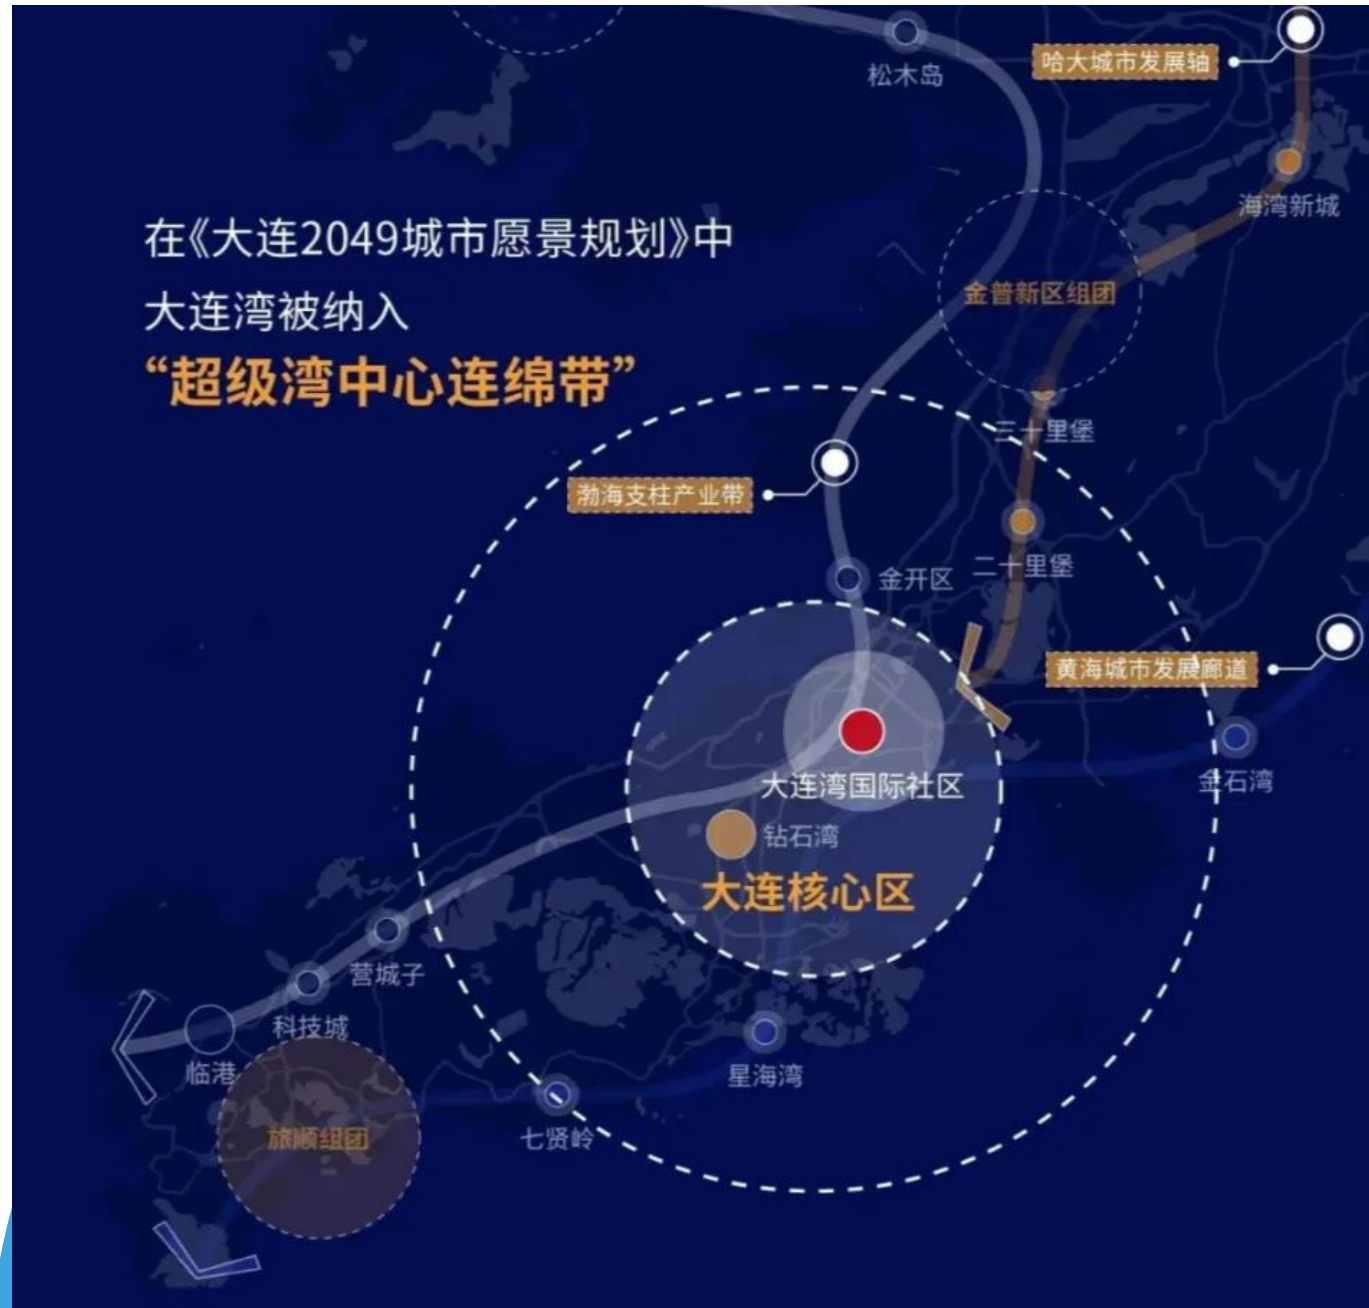 松木岛
哈大城市发展轴
海湾新城
在《大连2049城市愿景规划》中
大连湾被纳入
“超级湾中心连绵带”
金普新区组团
三十里堡
渤海支柱产业带
金开区
二十里堡
黄海城市发展廊道
大连湾国际社区
金石湾
钻石湾
大连核心区
营城子
科技城
临港
星海湾
旅顺组团
七贤岭